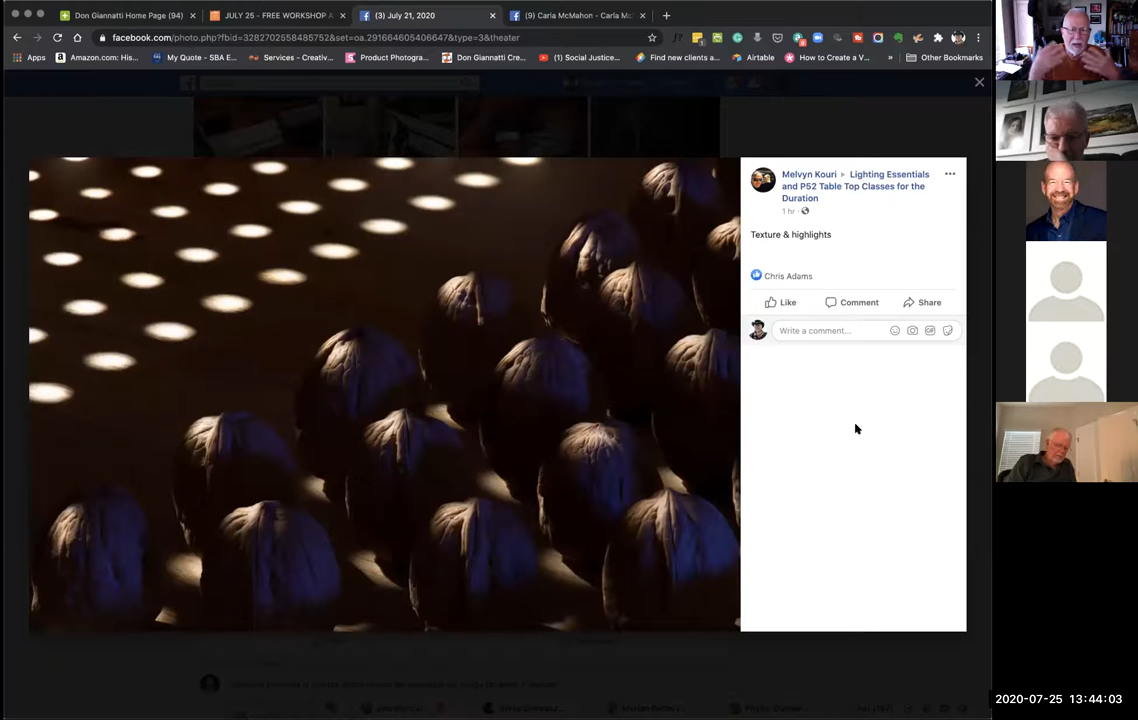 Don Giannatti Home Page (94)
JULY 25 - FREE WORKSHOP A
(3) July 21, 2020
(9) Carla McMahon - Carla Mc
facebook.com/photo.php?fbid=3282702558485752&set=oa.291664605406647&type=3&theater
Apps
Amazon.com: His...
My Quote - SBA E...
Services - Creativ...
Product Photogra...
Don Giannatti Cre...
(1) Social Justice...
Find new clients a...
Airtable
How to Create a V...
»
Other Bookmarks
Melvyn Kouri ▸ Lighting Essentials
and P52 Table Top Classes for the
Duration
1 hr ·
Texture & highlights
Chris Adams
Like
Comment
Share
Write a comment...
2020-07-25 13:44:03